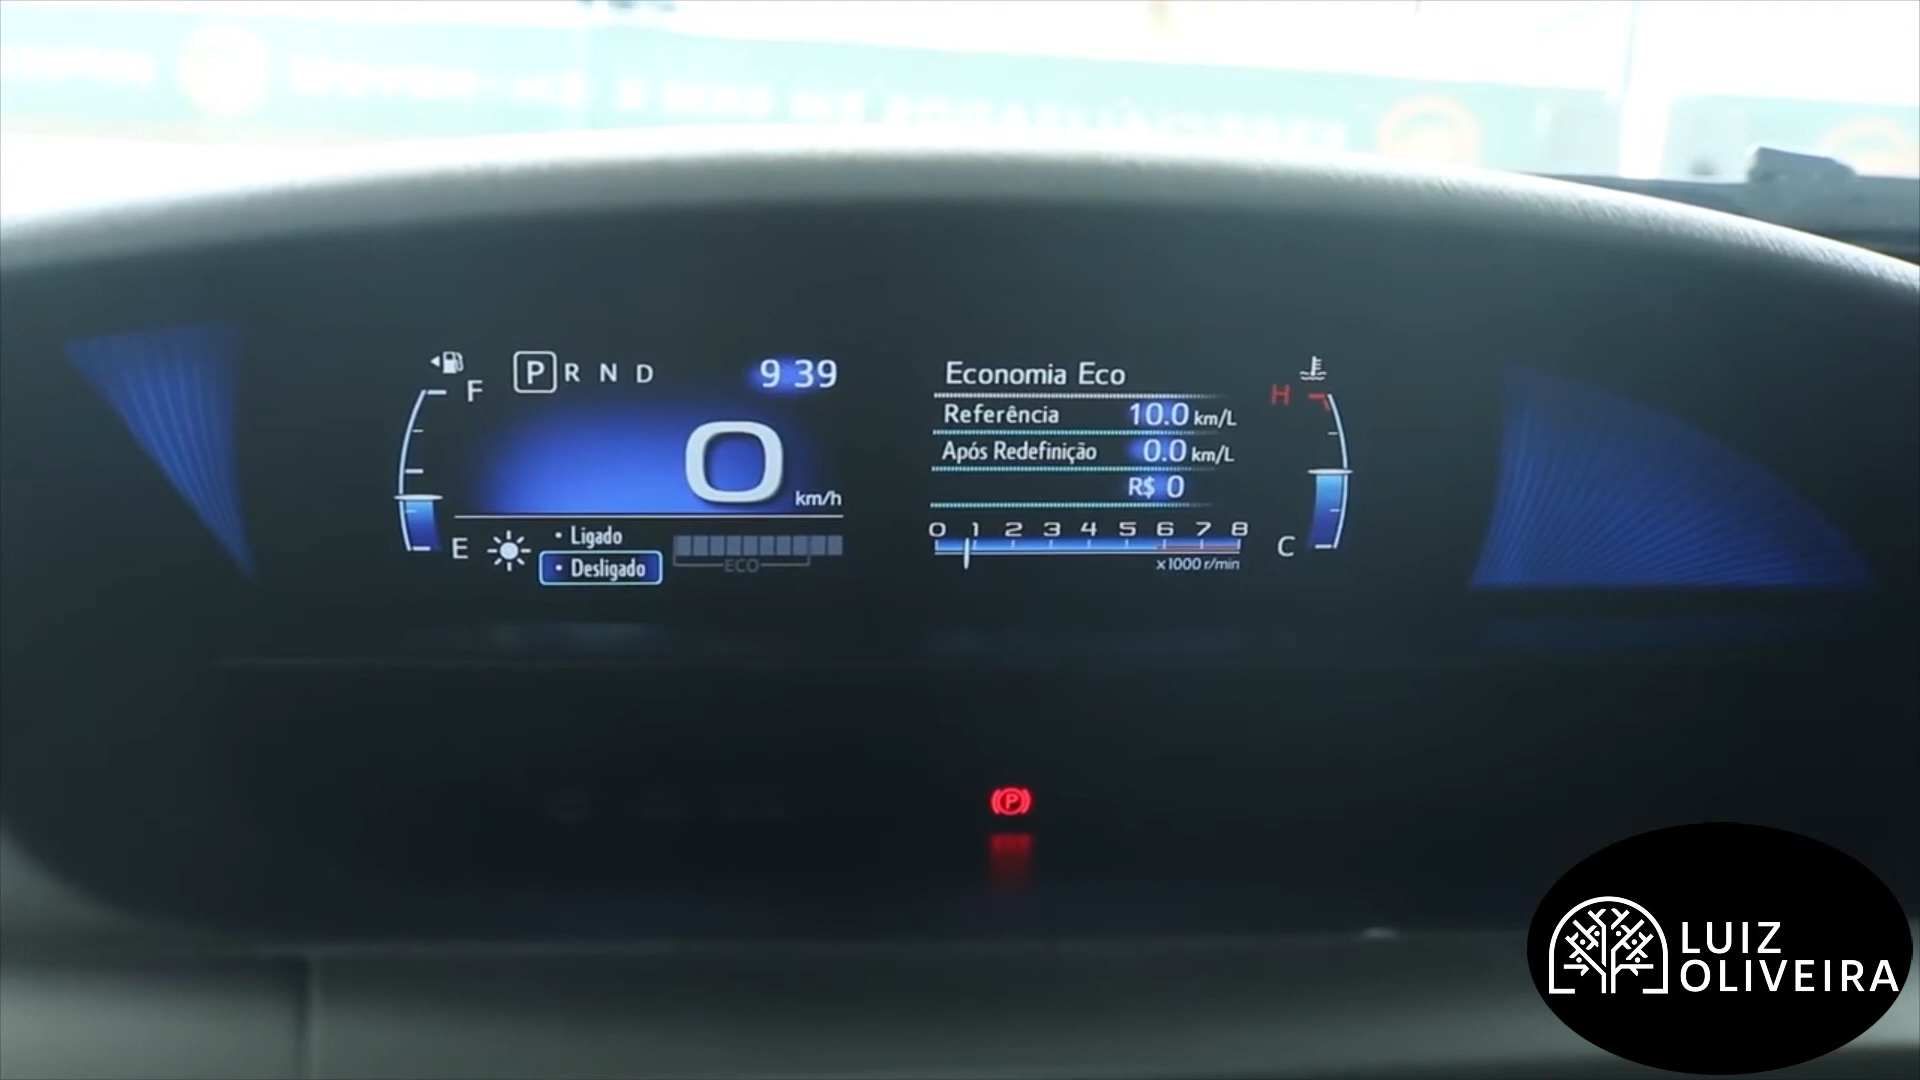 P R N D
9 39
F
0
km/h
E
• Ligado
• Desligado
ECO
Economia Eco
Referência 10.0 km/L
Após Redefinição 0.0 km/L
R$ 0
0 1 2 3 4 5 6 7 8
x1000 r/min
H
C
P
LUIZ
OLIVEIRA